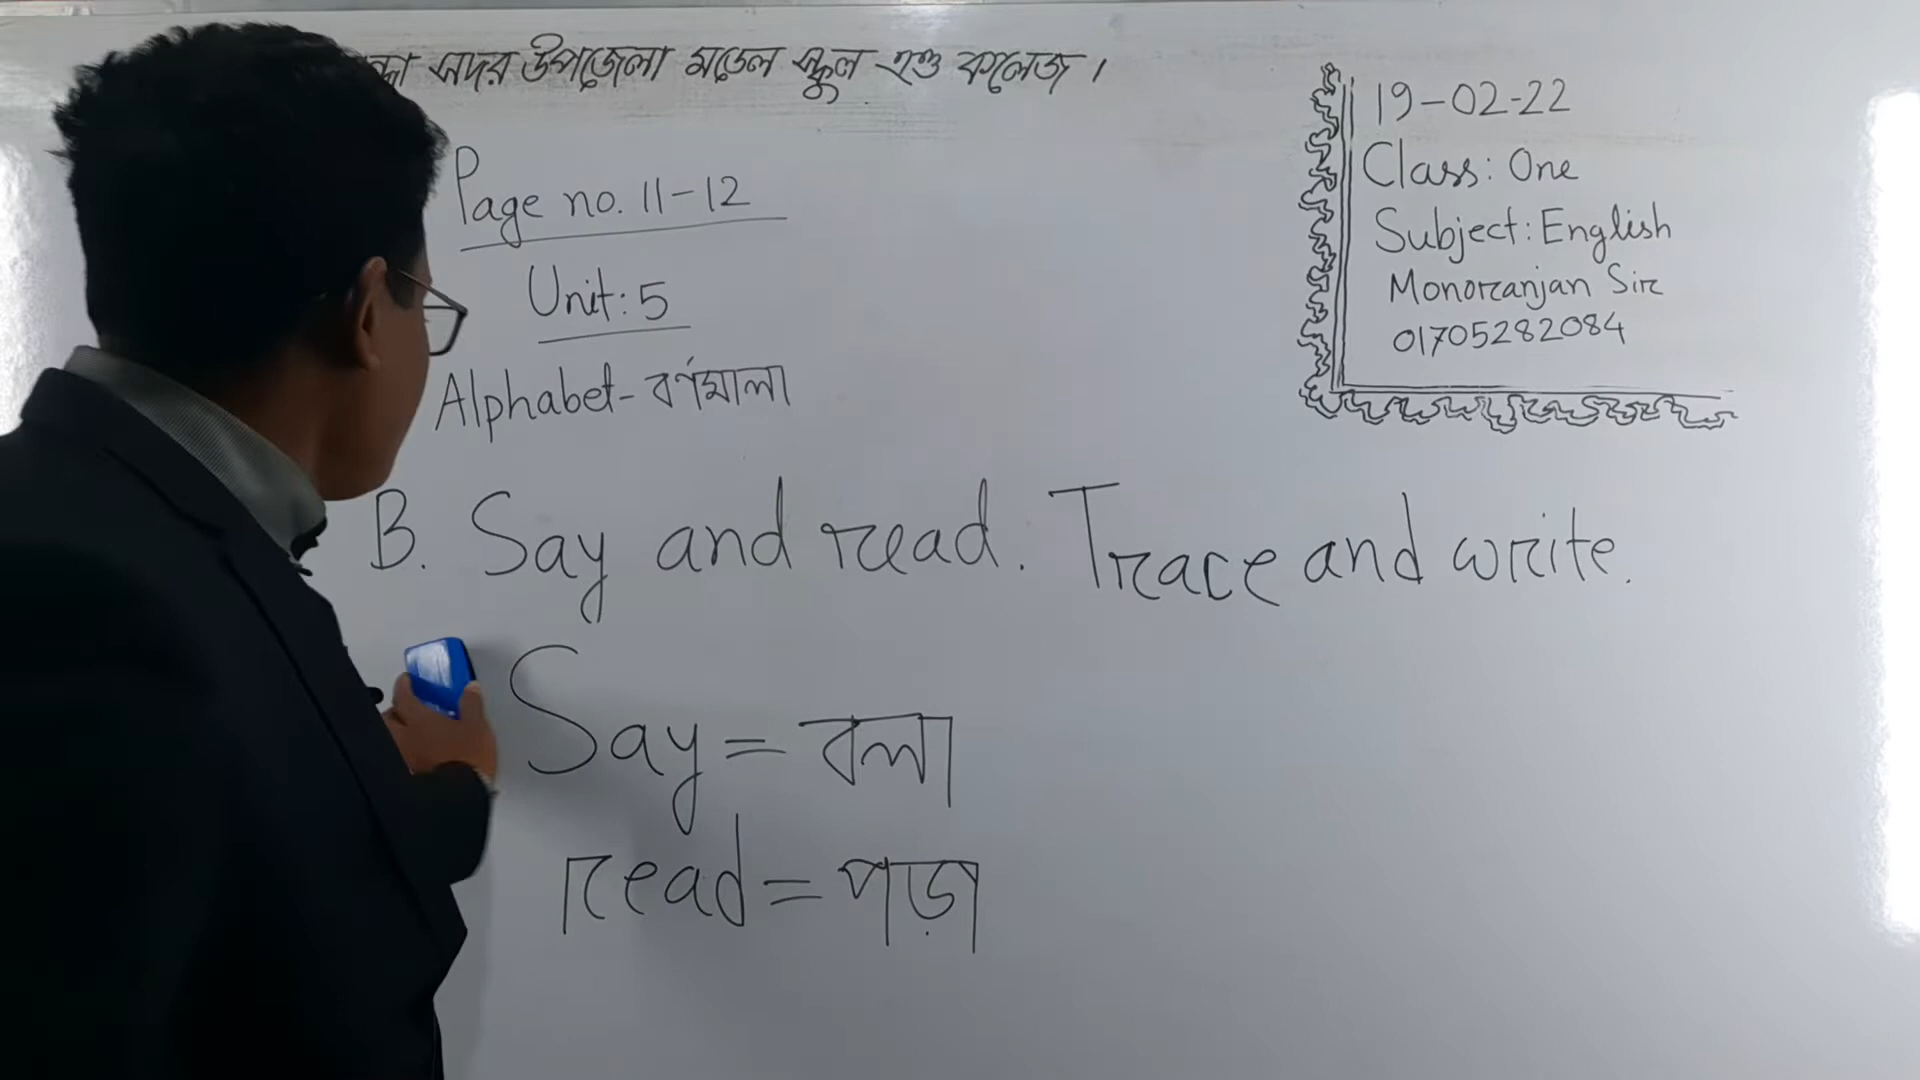 সদর উপজেলা মডেল স্কুল এণ্ড কলেজ।
19-02-22
Class: One
Subject: English
Monoranjan Sir
01705282084
Page no. 11-12
Unit: 5
Alphabet- বর্ণমালা
B. Say and read. Trace and write.
Say = বলা
read = পড়া